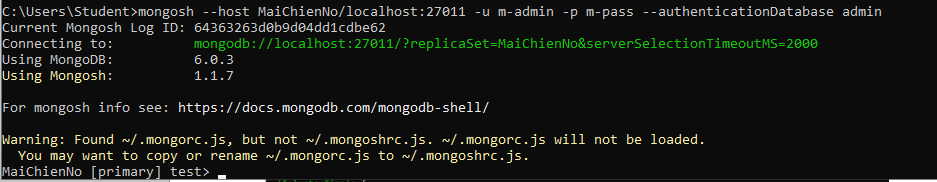 C:\Users\Student>mongosh --host MaiChienNo/localhost:27011 -u m-admin -p m-pass --authenticationDatabase admin
Current Mongosh Log ID: 64363263d0b9d04dd1cdbe62
Connecting to: mongodb://localhost:27011/?replicaSet=MaiChienNo&serverSelectionTimeoutMS=2000
Using MongoDB: 6.0.3
Using Mongosh: 1.1.7
For mongosh info see: https://docs.mongodb.com/mongodb-shell/
Warning: Found ~/.mongorc.js, but not ~/.mongoshrc.js. ~/.mongorc.js will not be loaded.
You may want to copy or rename ~/.mongorc.js to ~/.mongoshrc.js.
MaiChienNo [primary] test>